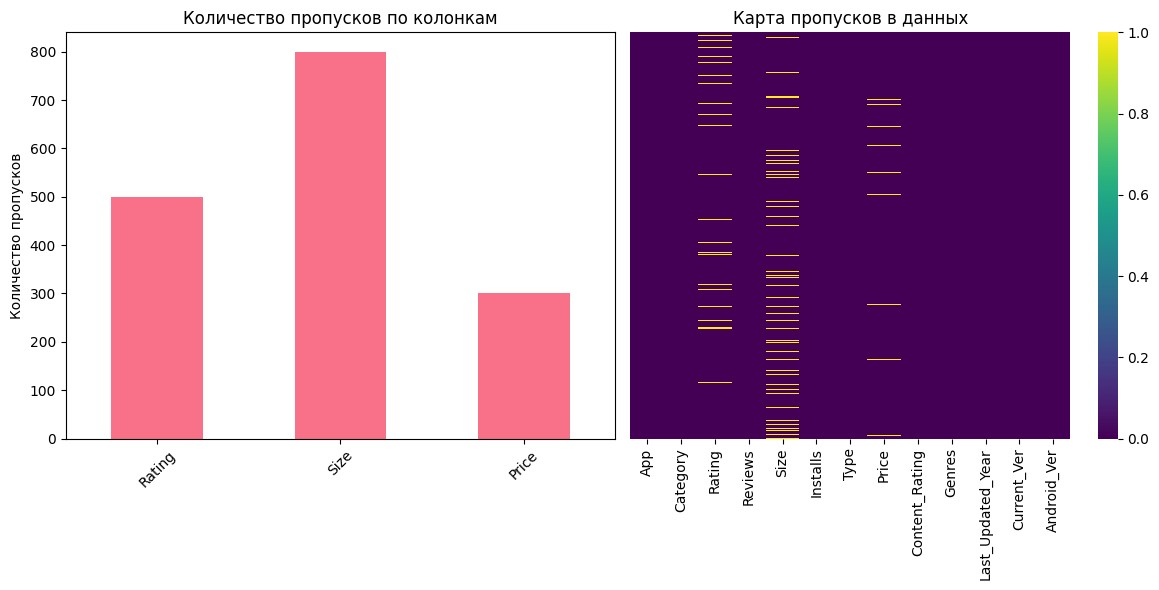 Количество пропусков по колонкам
Количество пропусков
800
700
600
500
400
300
200
100
0
Rating
Size
Price
Карта пропусков в данных
App
Category
Rating
Reviews
Size
Installs
Type
Price
Content_Rating
Genres
Last_Updated_Year
Current_Ver
Android_Ver
1.0
0.8
0.6
0.4
0.2
0.0